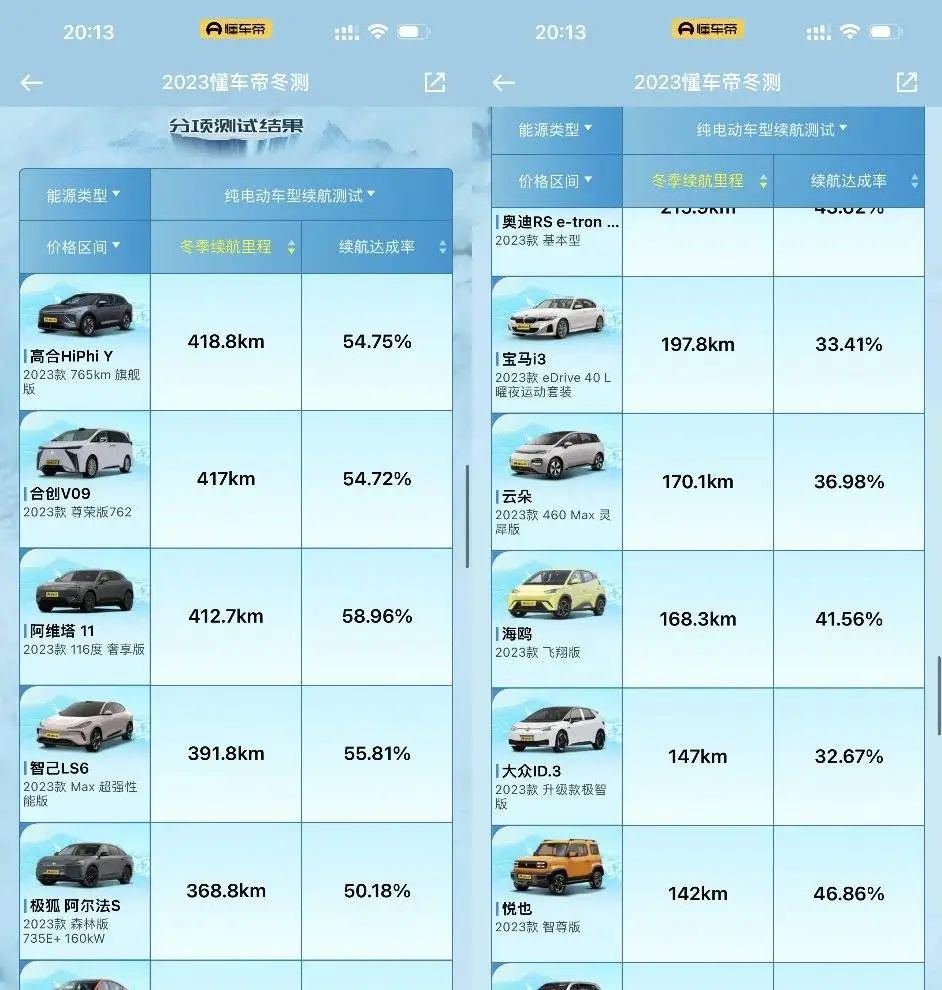 20:13
懂车帝
2023懂车帝冬测
分项测试结果
能源类型
纯电动车型续航测试
价格区间
冬季续航里程
续航达成率
高合HiPhi Y
2023款 765km 旗舰
版
418.8km
54.75%
合创V09
2023款 尊荣版762
417km
54.72%
阿维塔 11
2023款 116度 奢享版
412.7km
58.96%
智己LS6
2023款 Max 超强性
能版
391.8km
55.81%
极狐 阿尔法S
2023款 森林版
735E+ 160kW
368.8km
50.18%
20:13
懂车帝
2023懂车帝冬测
能源类型
纯电动车型续航测试
价格区间
冬季续航里程
续航达成率
奥迪RS e-tron ...
2023款 基本型
215.9km
43.62%
宝马i3
2023款 eDrive 40 L
曜夜运动套装
197.8km
33.41%
云朵
2023款 460 Max 灵
犀版
170.1km
36.98%
海鸥
2023款 飞翔版
168.3km
41.56%
大众ID.3
2023款 升级款极智
版
147km
32.67%
悦也
2023款 智尊版
142km
46.86%